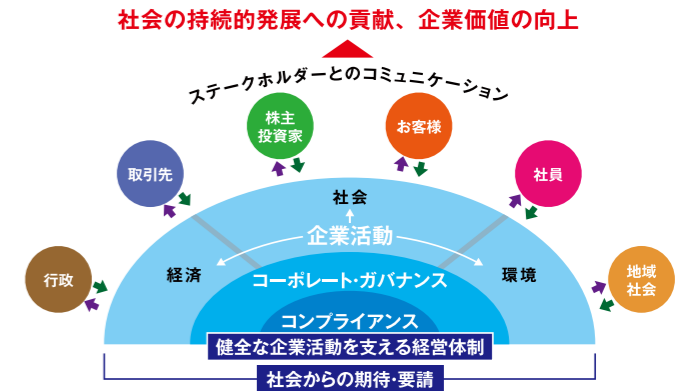 社会の持続的発展への貢献、企業価値の向上
ステークホルダーとのコミュニケーション
株主
投資家
お客様
取引先
社員
行政
地域
社会
社会
企業活動
経済
環境
コーポレート・ガバナンス
コンプライアンス
健全な企業活動を支える経営体制
社会からの期待・要請